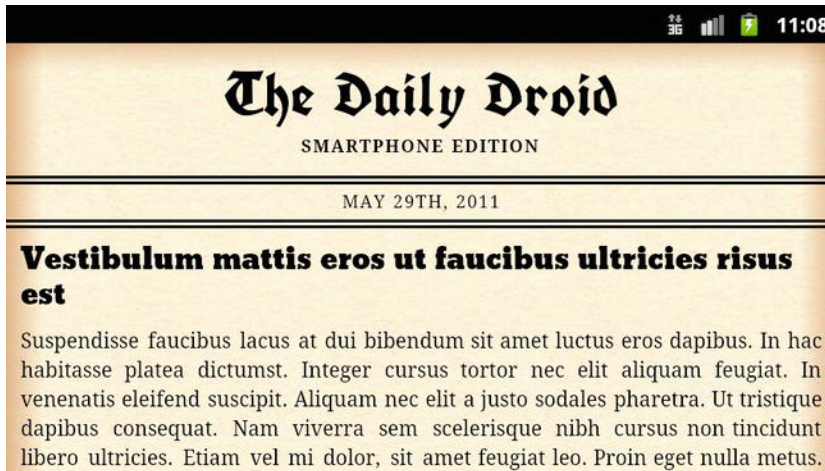 3G 11:08
The Daily Droid
SMARTPHONE EDITION
MAY 29TH, 2011
Vestibulum mattis eros ut faucibus ultricies risus
est
Suspendisse faucibus lacus at dui bibendum sit amet luctus eros dapibus. In hac
habitasse platea dictumst. Integer cursus tortor nec elit aliquam feugiat. In
venenatis eleifend suscipit. Aliquam nec elit a justo sodales pharetra. Ut tristique
dapibus consequat. Nam viverra sem scelerisque nibh cursus non tincidunt
libero ultricies. Etiam vel mi dolor, sit amet feugiat leo. Proin eget nulla metus.